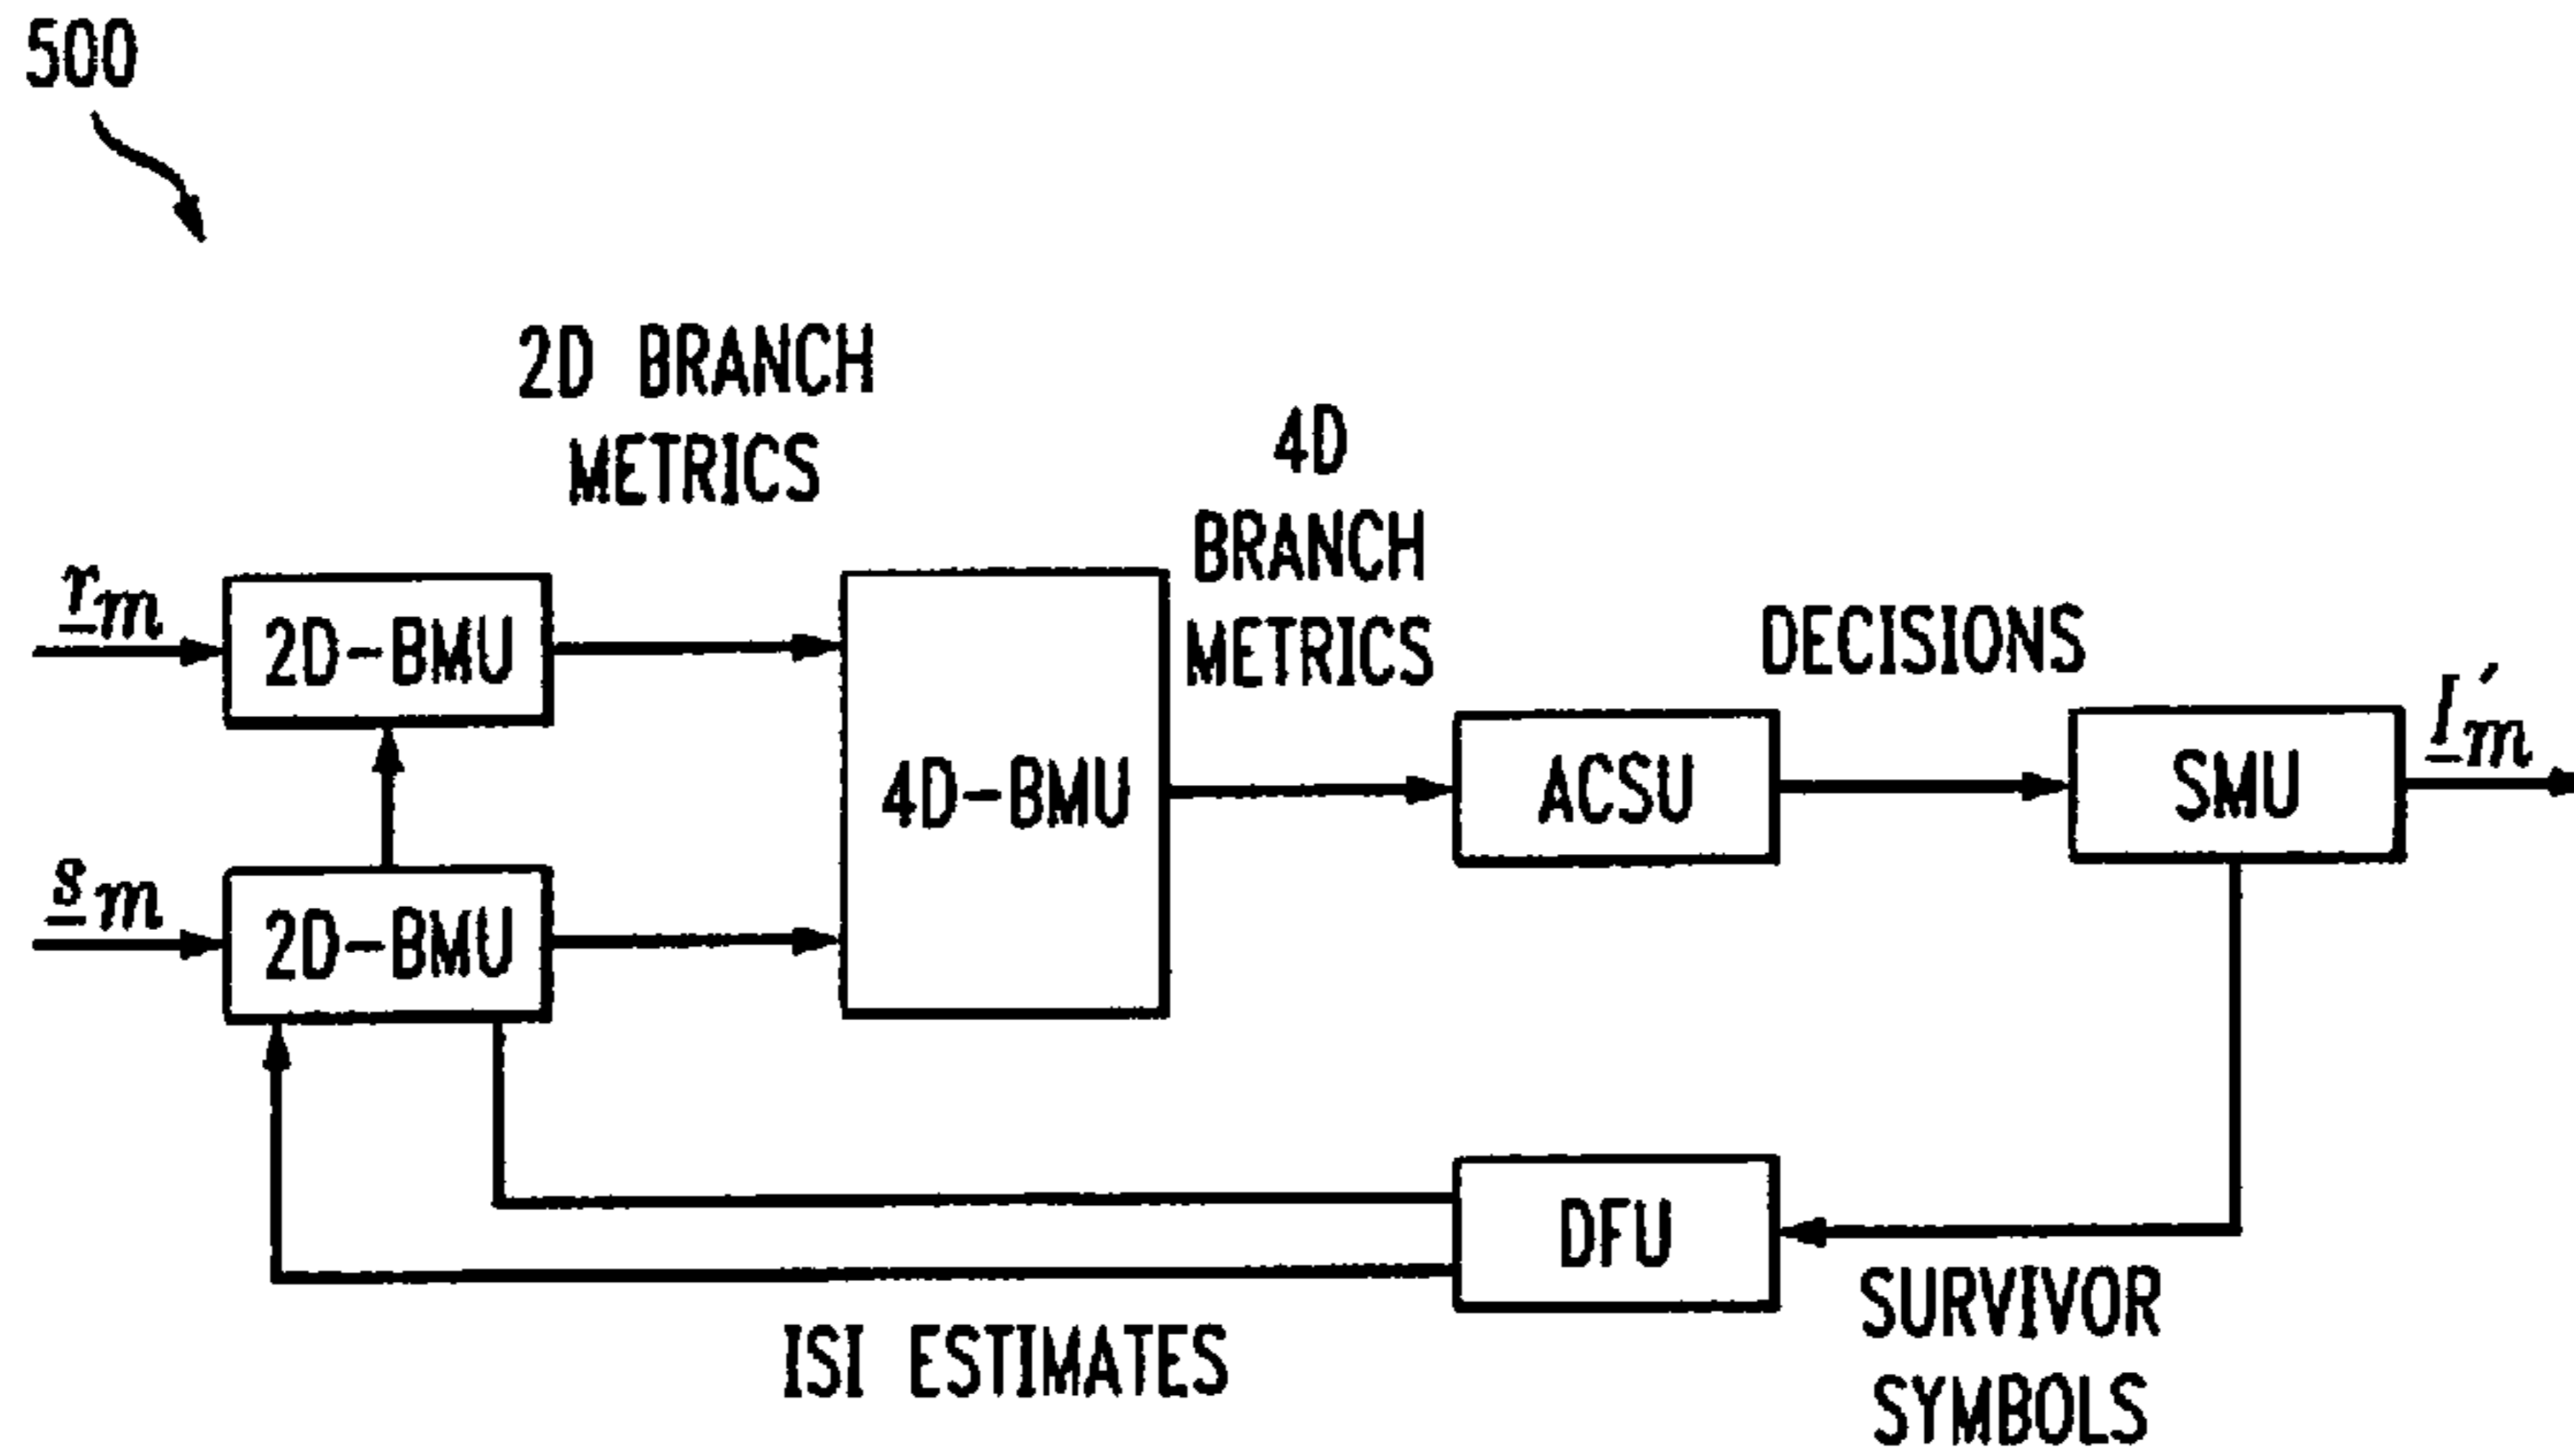 500
2D BRANCH
METRICS
4D
BRANCH
METRICS
DECISIONS
r_m
2D-BMU
s_m
2D-BMU
4D-BMU
ACSU
SMU
I'_m
DFU
ISI ESTIMATES
SURVIVOR
SYMBOLS